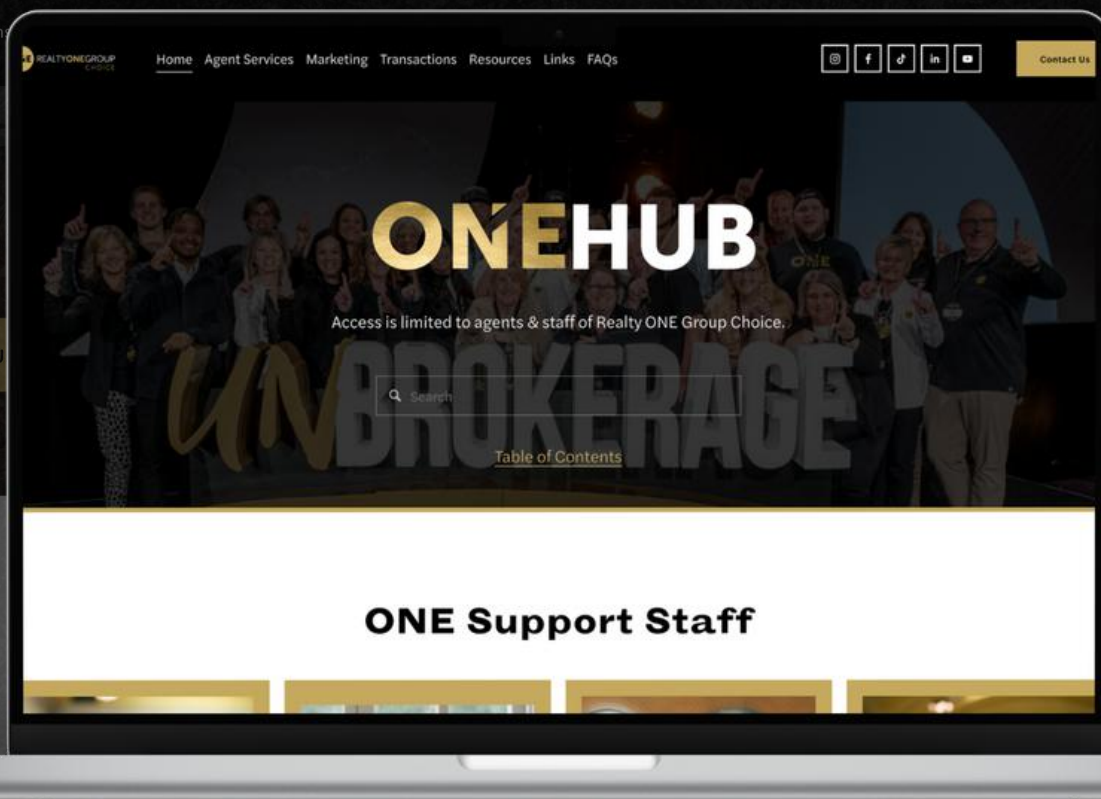 REALTYONEGROUP
CHOICE
Home Agent Services Marketing Transactions Resources Links FAQs
Contact Us
ONE
ONEHUB
Access is limited to agents & staff of Realty ONE Group Choice.
UNBROKERAGE
Search
Table of Contents
ONE Support Staff